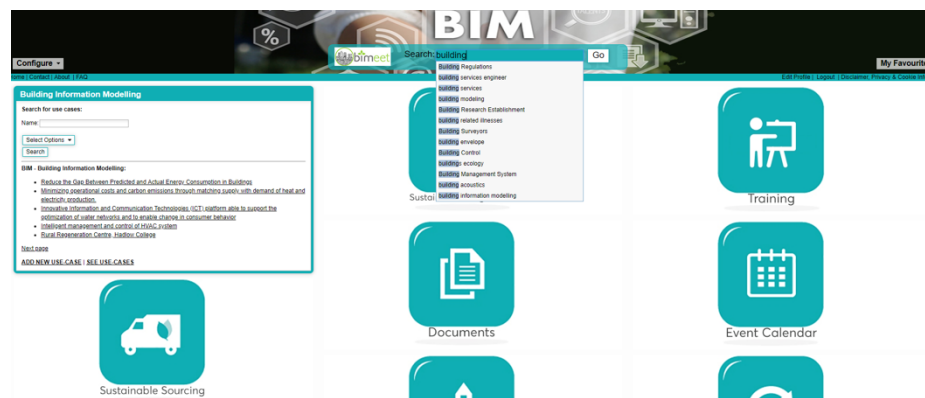 BIM
%
Configure
bimeet
Search: building
Go
My Favourite
ome | Contact | About | FAQ
Edit Profile | Logout | Disclaimer, Privacy & Cookie Inf
Building Regulations
building services engineer
building services
building modeling
Building Research Establishment
building related illnesses
Building Surveyors
building envelope
Building Control
buildings ecology
Building Management System
building acoustics
building information modelling
Building Information Modelling
Search for use cases:
Name:
Select Options
Search
BIM - Building Information Modelling:
Reduce the Gap Between Predicted and Actual Energy Consumption in Buildings
Minimizing operational costs and carbon emissions through matching supply with demand of heat and
electricity production.
Innovative Information and Communication Technologies (ICT) platform able to support the
optimization of water networks and to enable change in consumer behavior
Intelligent management and control of HVAC system
Rural Regeneration Centre, Hadlow College
Next page
ADD NEW USE-CASE | SEE USE-CASES
Sustai
Training
Documents
Event Calendar
Sustainable Sourcing